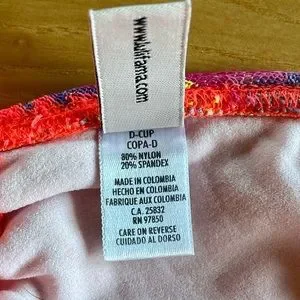 www.lulifama.com
D-CUP
COPA-D
80% NYLON
20% SPANDEX
MADE IN COLOMBIA
HECHO EN COLOMBIA
FABRIQUE AUX COLOMBIA
C.A. 25832
RN 97850
CARE ON REVERSE
CUIDADO AL DORSO